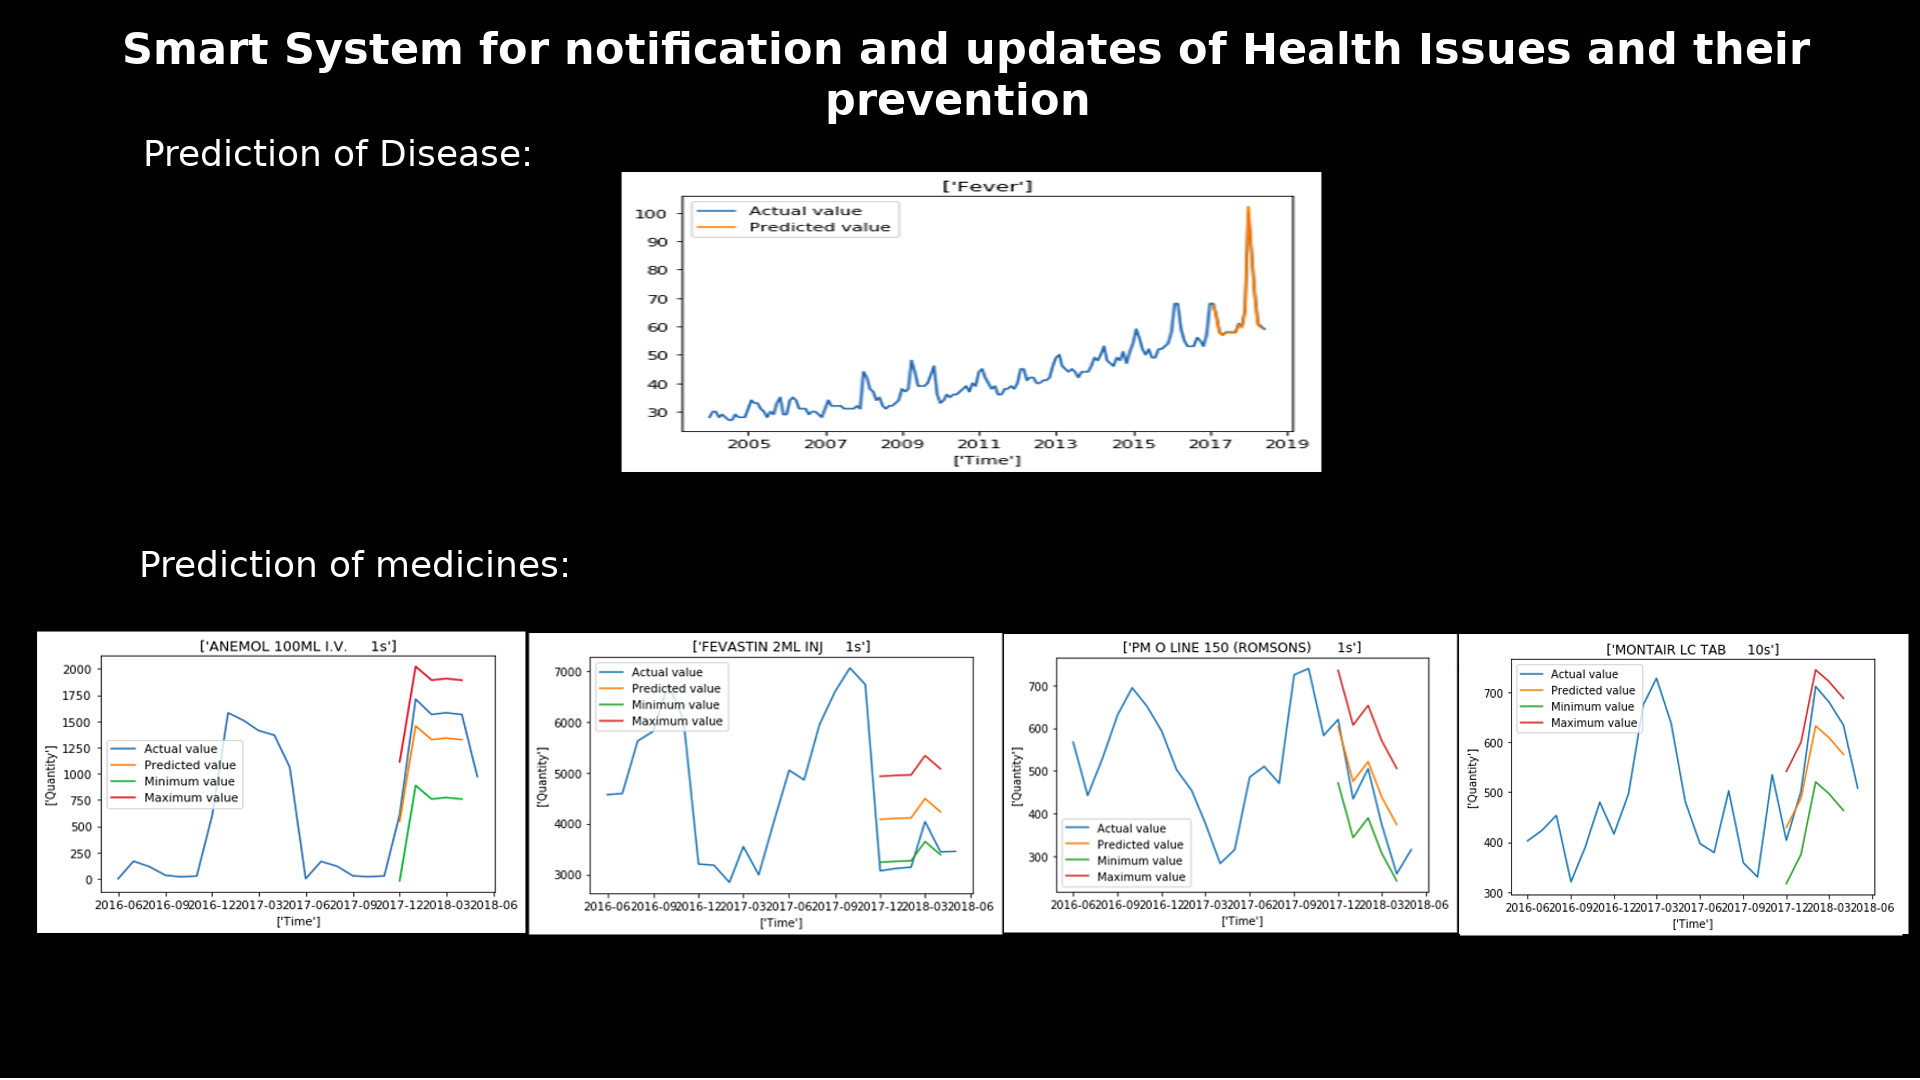 Smart System for notification and updates of Health Issues and their
prevention
Prediction of Disease:
['Fever']
Actual value
Predicted value
100
90
80
70
60
50
40
30
2005 2007 2009 2011 2013 2015 2017 2019
['Time']
Prediction of medicines:
['ANEMOL 100ML I.V. 1s']
2000
1750
1500
1250
1000
750
500
250
0
['Quantity']
Actual value
Predicted value
Minimum value
Maximum value
2016-06 2016-09 2016-12 2017-03 2017-06 2017-09 2017-12 2018-03 2018-06
['Time']
['FEVASTIN 2ML INJ 1s']
7000
6000
5000
4000
3000
['Quantity']
Actual value
Predicted value
Minimum value
Maximum value
2016-06 2016-09 2016-12 2017-03 2017-06 2017-09 2017-12 2018-03 2018-06
['Time']
['PM O LINE 150 (ROMSONS) 1s']
700
600
500
400
300
['Quantity']
Actual value
Predicted value
Minimum value
Maximum value
2016-06 2016-09 2016-12 2017-03 2017-06 2017-09 2017-12 2018-03 2018-06
['Time']
['MONTAIR LC TAB 10s']
700
600
500
400
300
['Quantity']
Actual value
Predicted value
Minimum value
Maximum value
2016-06 2016-09 2016-12 2017-03 2017-06 2017-09 2017-12 2018-03 2018-06
['Time']